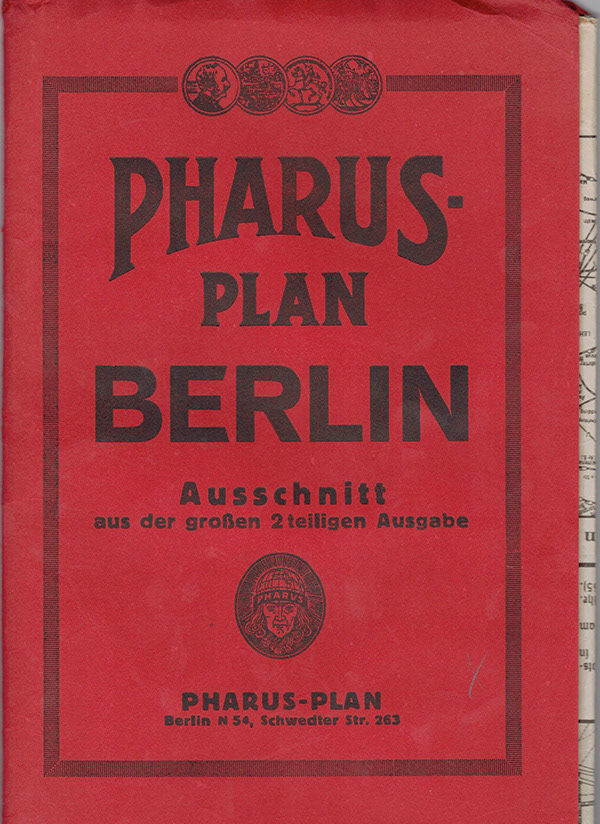 PHARUS-
PLAN
BERLIN
Ausschnitt
aus der großen 2teiligen Ausgabe
PHARUS
PHARUS-PLAN
Berlin N 54, Schwedter Str. 263